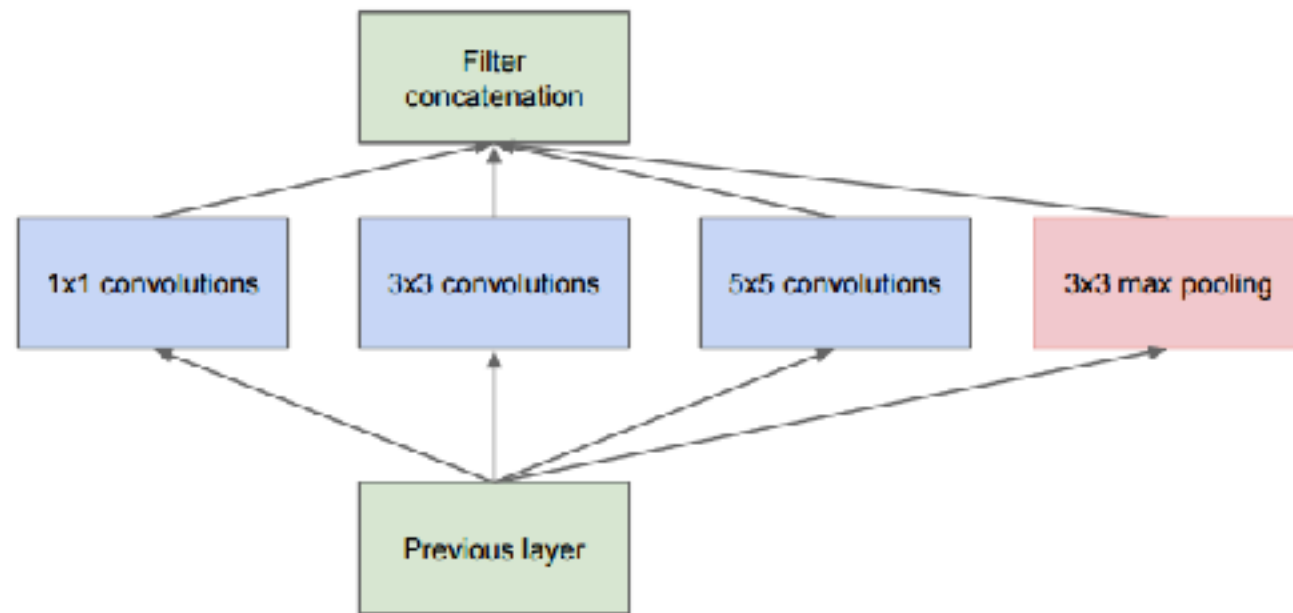 Filter
concatenation
1x1 convolutions
3x3 convolutions
5x5 convolutions
3x3 max pooling
Previous layer